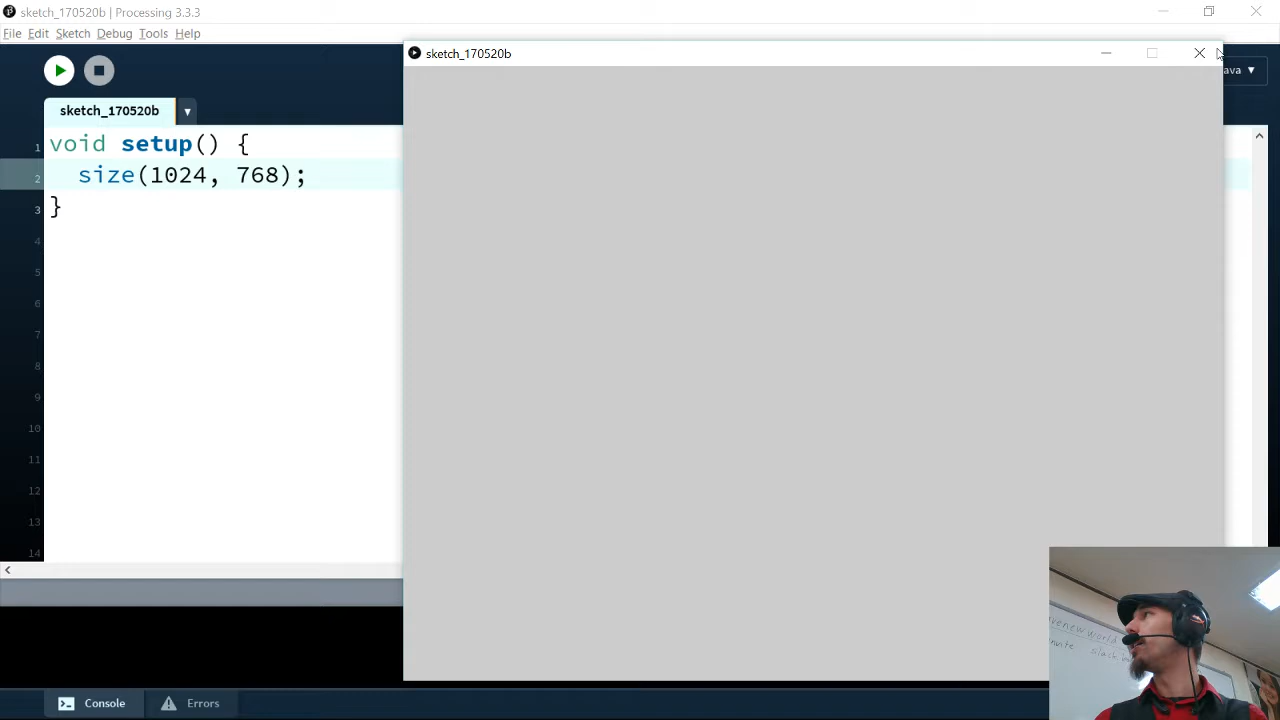 sketch_170520b | Processing 3.3.3
File Edit Sketch Debug Tools Help
sketch_170520b
ava ▼
sketch_170520b ▼
1 void setup() {
2 size(1024, 768);
3 }
4
5
6
7
8
9
10
11
12
13
14
Console
Errors